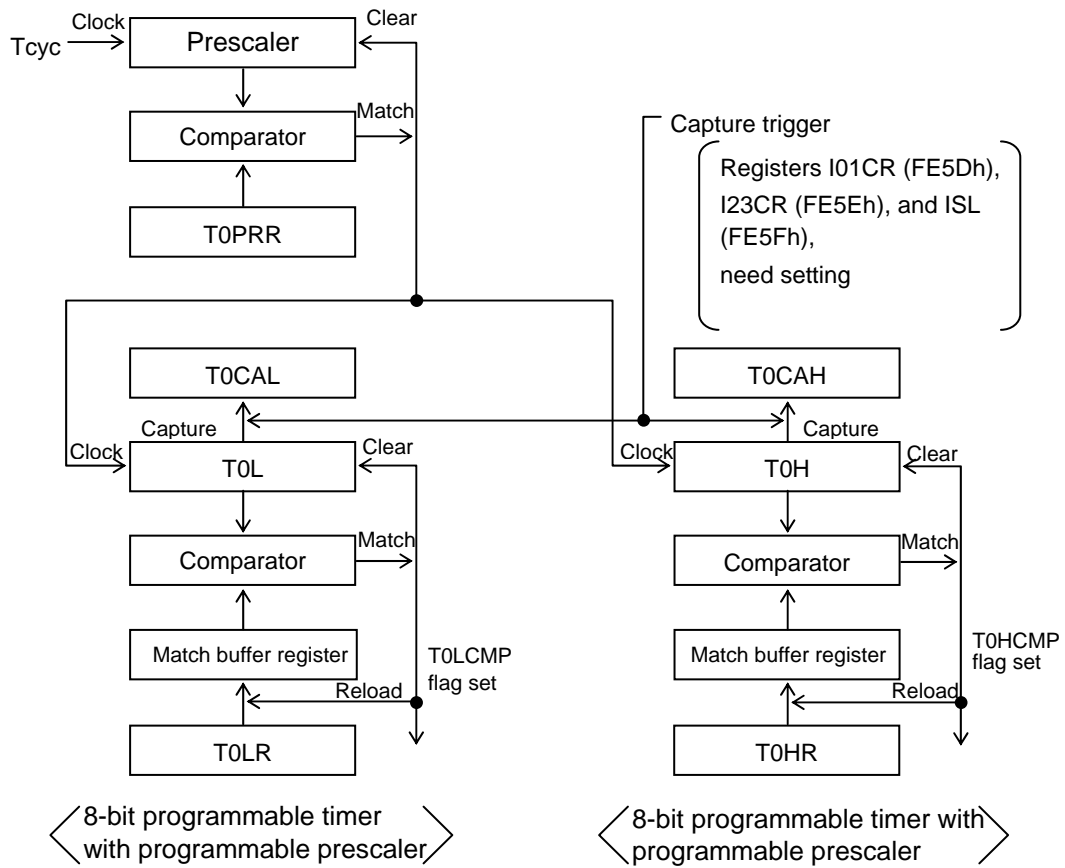 Clock
Clear
Tcyc
Prescaler
Match
Comparator
Capture trigger
Registers I01CR (FE5Dh),
I23CR (FE5Eh), and ISL
(FE5Fh),
need setting
T0PRR
T0CAL
T0CAH
Capture
Capture
Clock
T0L
Clear
Clock
T0H
Clear
Comparator
Match
Comparator
Match
Match buffer register
T0LCMP
flag set
Match buffer register
T0HCMP
flag set
Reload
Reload
T0LR
T0HR
8-bit programmable timer
with programmable prescaler
8-bit programmable timer with
programmable prescaler